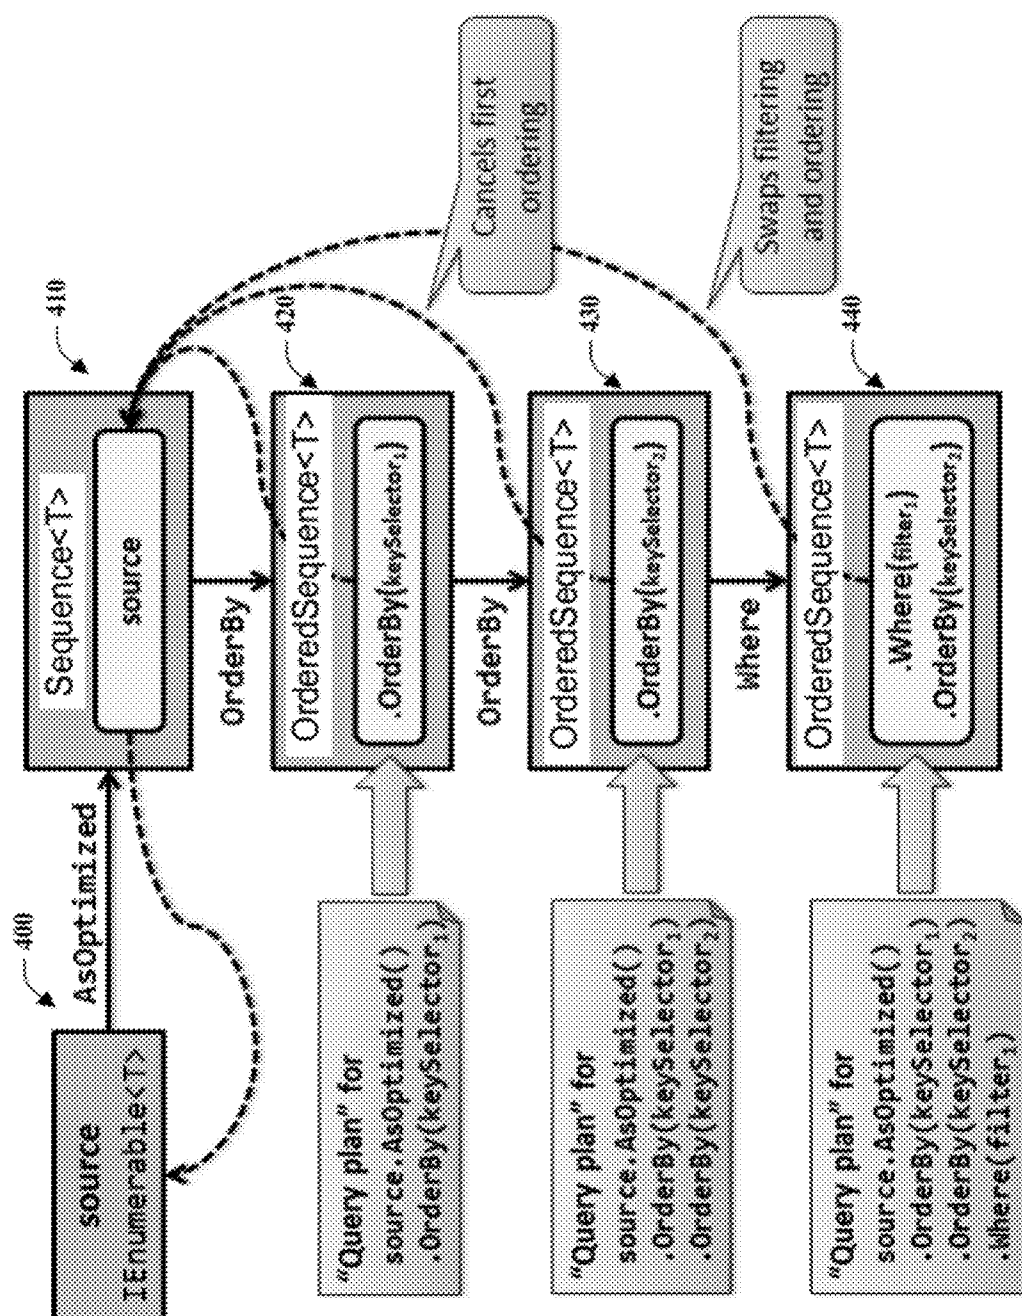 400
source
IEnumerable<T>
AsOptimized
410
Sequence<T>
source
OrderBy
420
OrderedSequence<T>
.OrderBy(keySelector₁)
"Query plan" for
source.AsOptimized()
.OrderBy(keySelector₁)
OrderBy
Cancels first
ordering
430
OrderedSequence<T>
.OrderBy(keySelector₂)
"Query plan" for
source.AsOptimized()
.OrderBy(keySelector₁)
.OrderBy(keySelector₂)
Where
Swaps filtering
and ordering
440
OrderedSequence<T>
.Where(filter₁)
.OrderBy(keySelector₂)
"Query plan" for
source.AsOptimized()
.OrderBy(keySelector₁)
.OrderBy(keySelector₂)
.Where(filter₁)